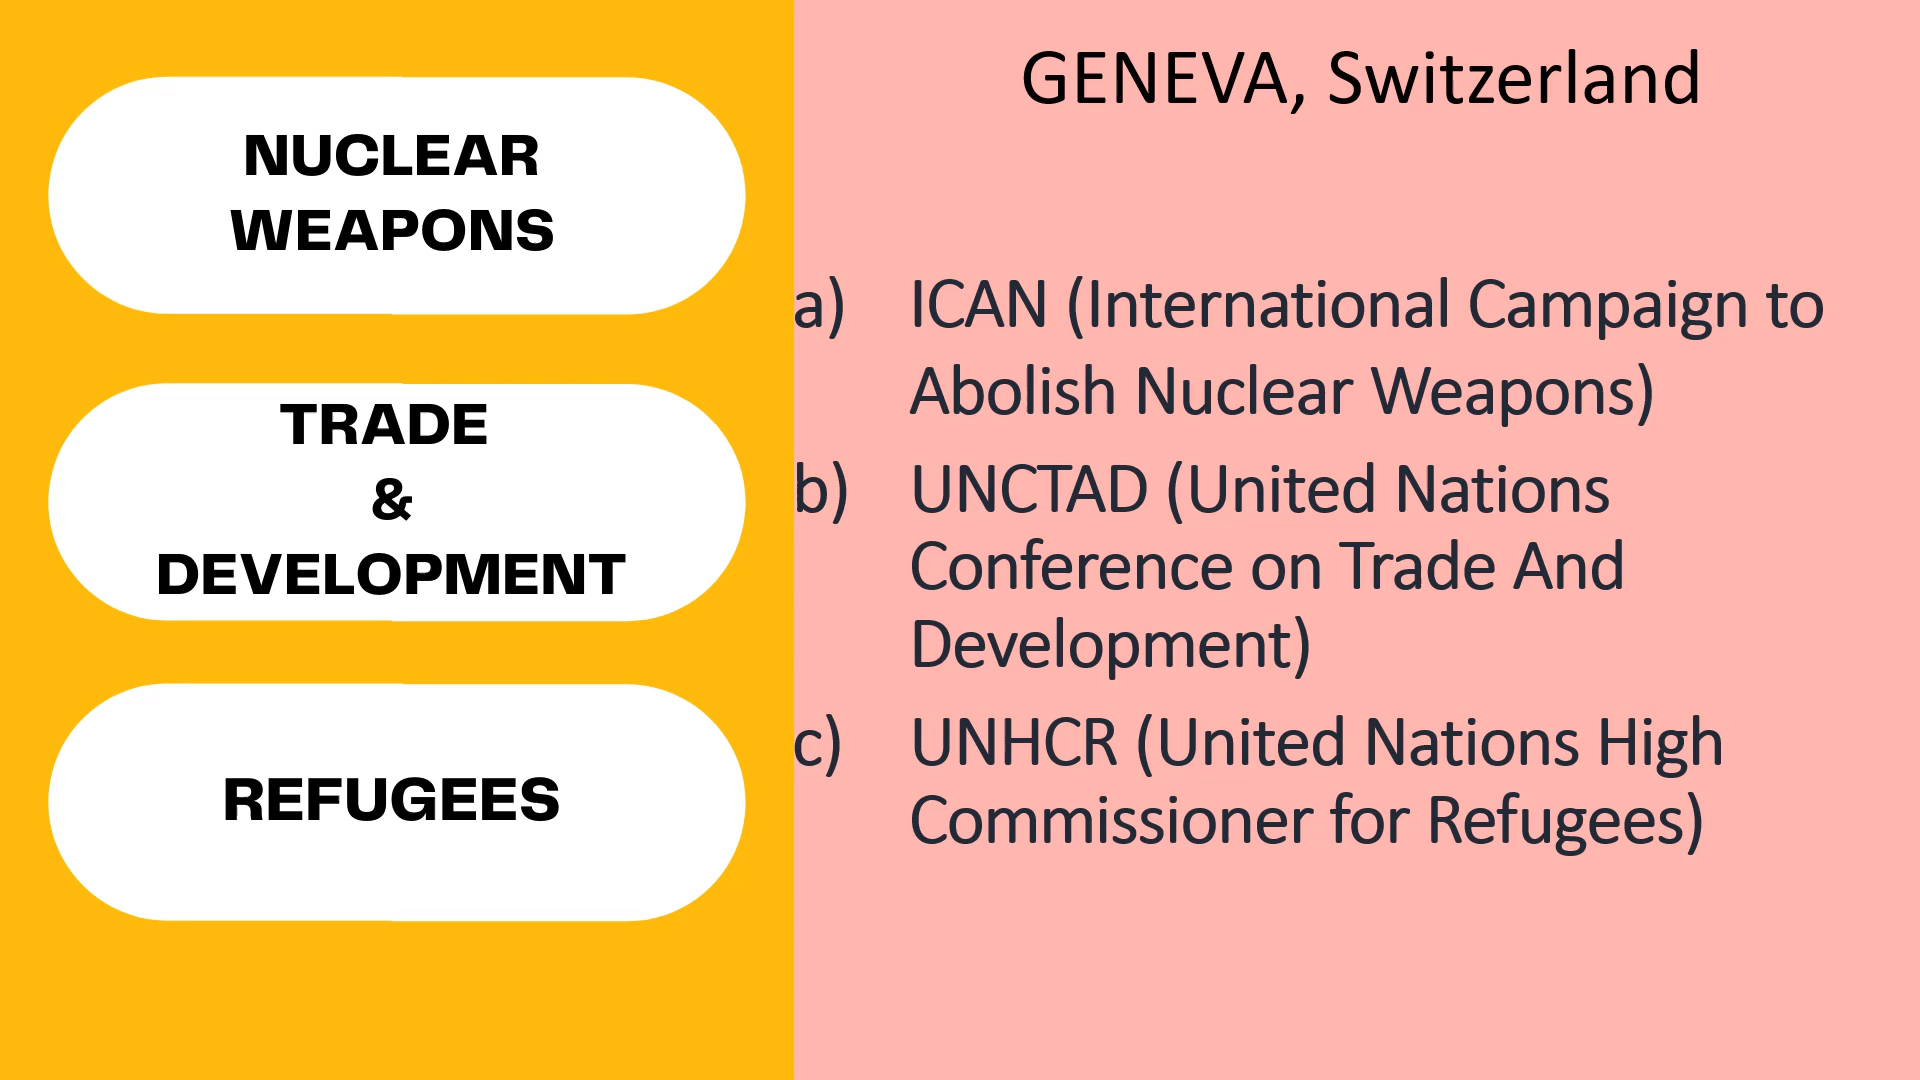 NUCLEAR
WEAPONS
TRADE
&
DEVELOPMENT
REFUGEES
GENEVA, Switzerland
a) ICAN (International Campaign to
Abolish Nuclear Weapons)
b) UNCTAD (United Nations
Conference on Trade And
Development)
c) UNHCR (United Nations High
Commissioner for Refugees)